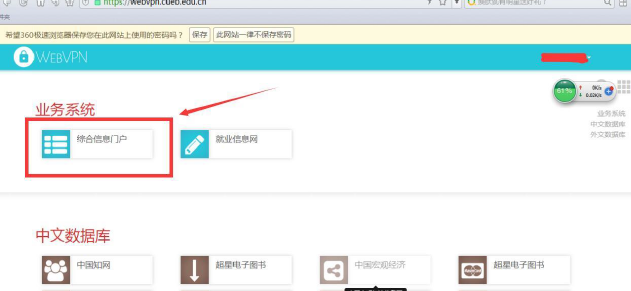 https://webvpn.cueb.edu.cn
希望360极速浏览器保存您在此网站上使用的密码吗？ 保存 此网站一律不保存密码
WEBVPN
61%
0K/s
0.03K/s
业务系统
综合信息门户 就业信息网
业务系统
中文数据库
外文数据库
中文数据库
中国知网 超星电子图书 中国宏观经济 超星电子图书